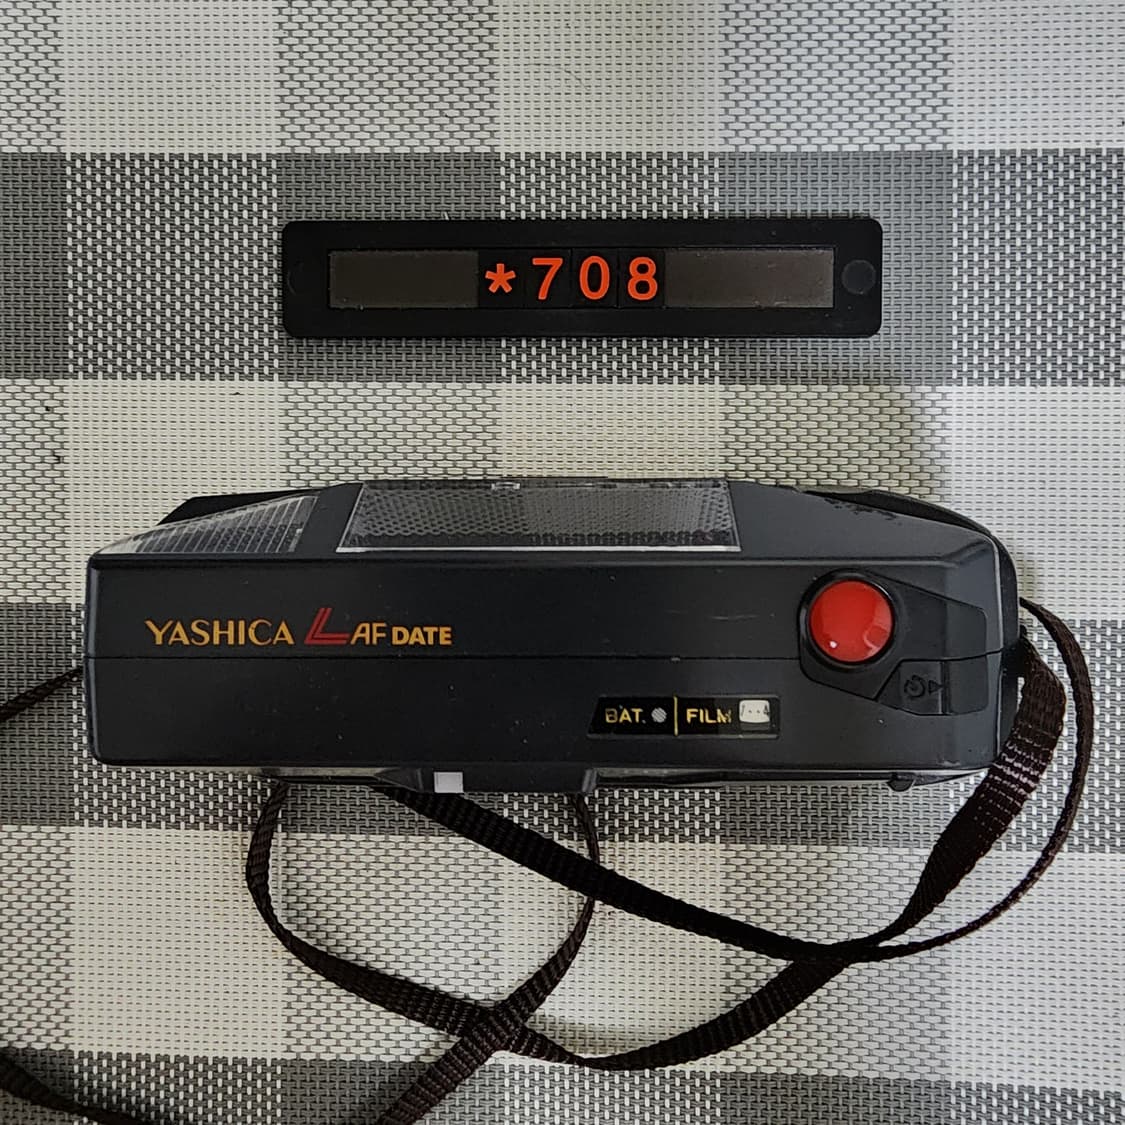 *708
YASHICA L AF DATE
BAT. FILM